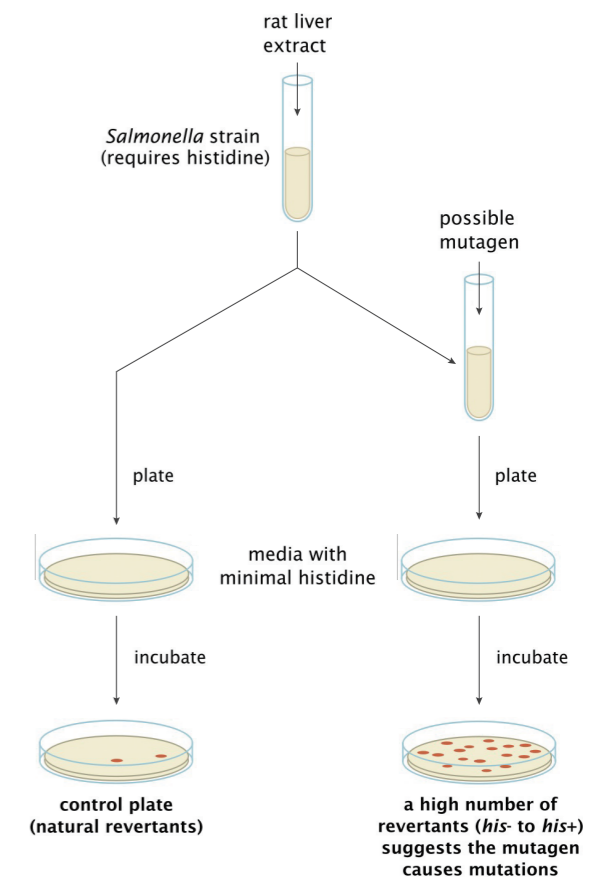 rat liver
extract
Salmonella strain
(requires histidine)
possible
mutagen
plate
plate
media with
minimal histidine
incubate
incubate
control plate
(natural revertants)
a high number of
revertants (his- to his+)
suggests the mutagen
causes mutations